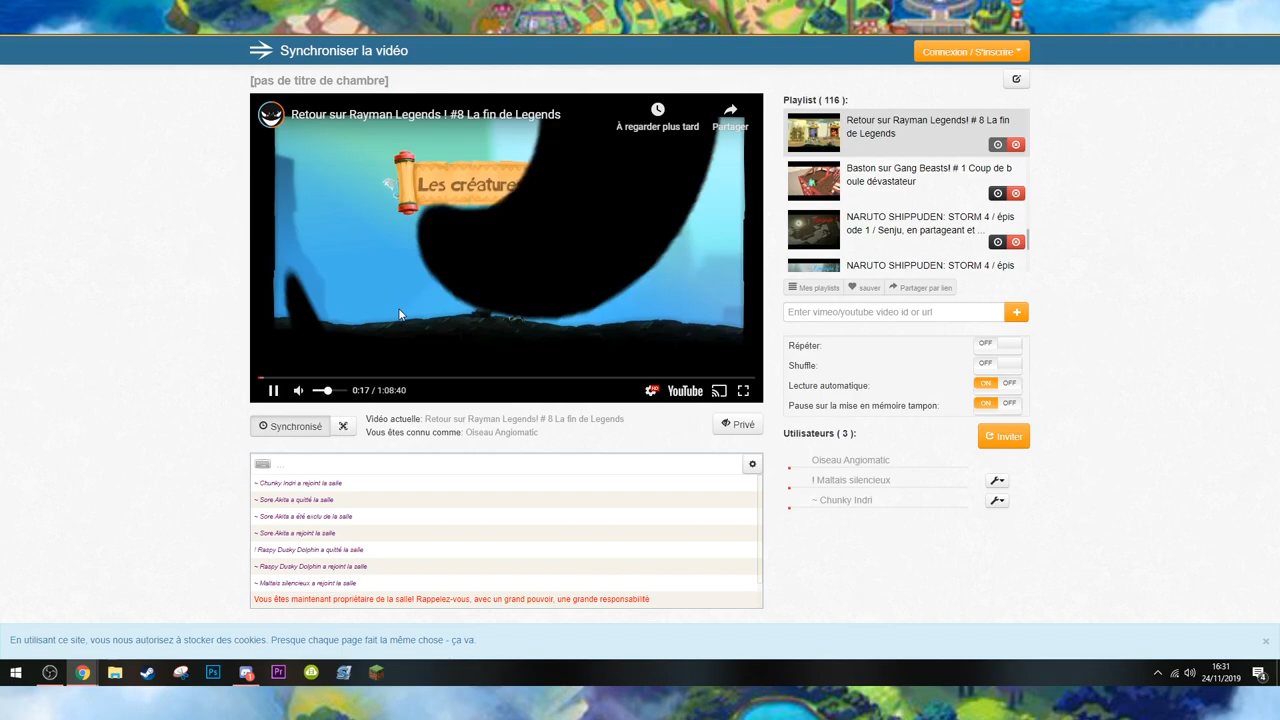 Synchroniser la vidéo
Connexion / S'inscrire
[pas de titre de chambre]
Retour sur Rayman Legends ! #8 La fin de Legends
À regarder plus tard
Partager
Les créature
0:17 / 1:08:40
HD
YouTube
Playlist ( 116 ):
Retour sur Rayman Legends! # 8 La fin
de Legends
Baston sur Gang Beasts! # 1 Coup de b
oule dévastateur
NARUTO SHIPPUDEN: STORM 4 / épis
ode 1 / Senju, en partageant et ...
NARUTO SHIPPUDEN: STORM 4 / épis
Mes playlists
sauver
Partager par lien
Enter vimeo/youtube video id or url
+
Répéter:
OFF
Shuffle:
OFF
Lecture automatique:
ON OFF
Pause sur la mise en mémoire tampon:
ON OFF
Synchronisé
Vidéo actuelle: Retour sur Rayman Legends! # 8 La fin de Legends
Vous êtes connu comme: Oiseau Angiomatic
Privé
Utilisateurs ( 3 ):
Inviter
Oiseau Angiomatic
! Maltais silencieux
~ Chunky Indri
...
~ Chunky Indri a rejoint la salle
~ Sore Akita a quitté la salle
~ Sore Akita a été exclu de la salle
~ Sore Akita a rejoint la salle
! Raspy Dusky Dolphin a quitté la salle
~ Raspy Dusky Dolphin a rejoint la salle
~ Maltais silencieux a rejoint la salle
Vous êtes maintenant propriétaire de la salle! Rappelez-vous, avec un grand pouvoir, une grande responsabilité
En utilisant ce site, vous nous autorisez à stocker des cookies. Presque chaque page fait la même chose - ça va.
×
Ps
Pr
16:31
24/11/2019
4